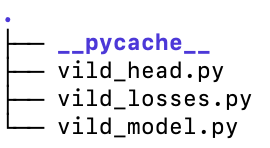 .
├── __pycache__
├── vild_head.py
├── vild_losses.py
└── vild_model.py